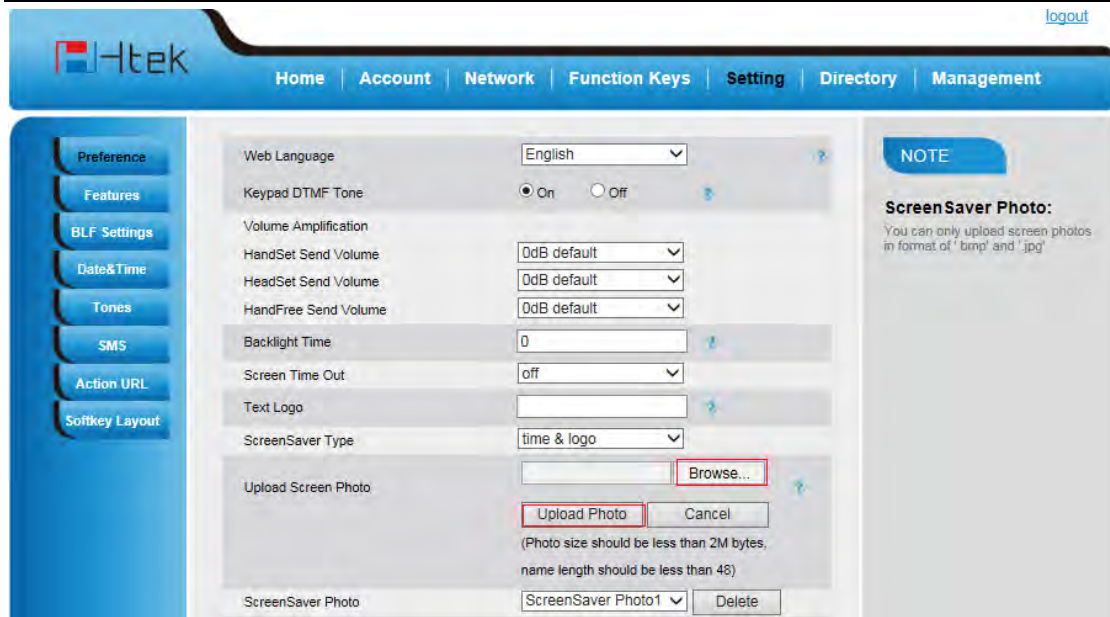 logout
Htek
Home | Account | Network | Function Keys | Setting | Directory | Management
Preference
Features
BLF Settings
Date&Time
Tones
SMS
Action URL
Softkey Layout
Web Language English ?
Keypad DTMF Tone On Off ?
Volume Amplification
HandSet Send Volume 0dB default
HeadSet Send Volume 0dB default
HandFree Send Volume 0dB default
Backlight Time 0 ?
Screen Time Out off
Text Logo ?
ScreenSaver Type time & logo
Upload Screen Photo Browse... ?
Upload Photo Cancel
(Photo size should be less than 2M bytes,
name length should be less than 48)
ScreenSaver Photo ScreenSaver Photo1 Delete
NOTE
ScreenSaver Photo:
You can only upload screen photos
in format of '.bmp' and '.jpg'